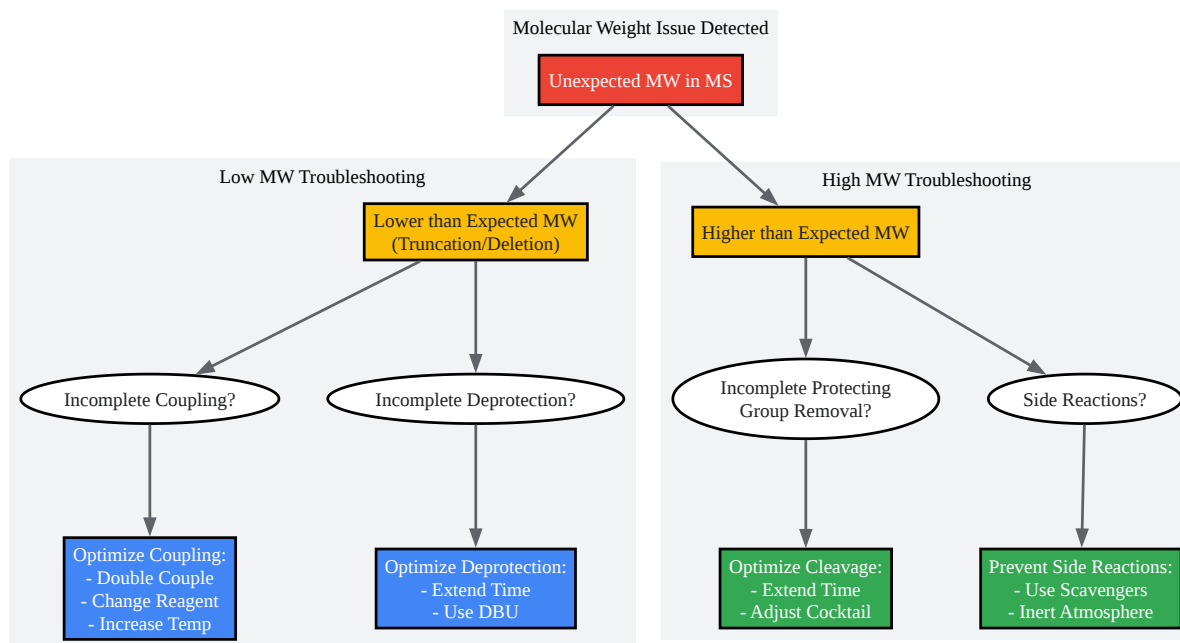 Molecular Weight Issue Detected
Unexpected MW in MS
Low MW Troubleshooting
High MW Troubleshooting
Lower than Expected MW
(Truncation/Deletion)
Higher than Expected MW
Incomplete Coupling?
Incomplete Deprotection?
Incomplete Protecting
Group Removal?
Side Reactions?
Optimize Coupling:
- Double Couple
- Change Reagent
- Increase Temp
Optimize Deprotection:
- Extend Time
- Use DBU
Optimize Cleavage:
- Extend Time
- Adjust Cocktail
Prevent Side Reactions:
- Use Scavengers
- Inert Atmosphere